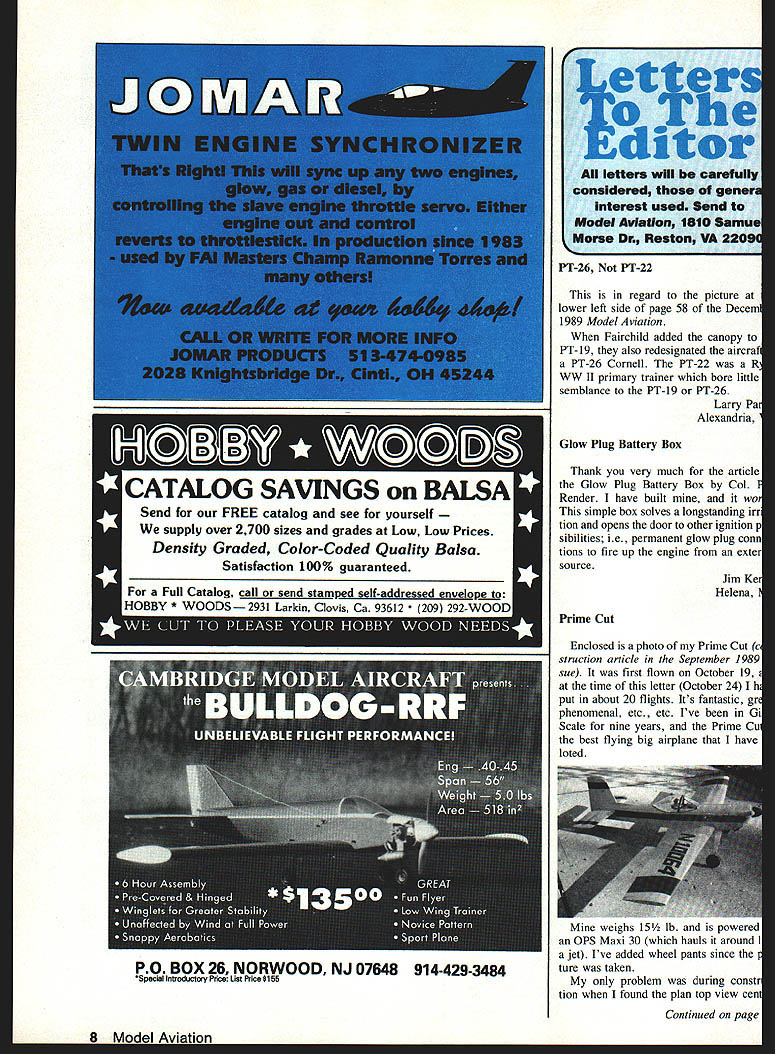 JOMAR
TWIN ENGINE SYNCHRONIZER
That's Right! This will sync up any two engines,
glow, gas or diesel, by
controlling the slave engine throttle servo. Either
engine out and control
reverts to throttlestick. In production since 1983
- used by FAI Masters Champ Ramonne Torres and
many others!
Now available at your hobby shop!
CALL OR WRITE FOR MORE INFO
JOMAR PRODUCTS 513-474-0985
2028 Knightsbridge Dr., Cinti., OH 45244
HOBBY ★ WOODS
CATALOG SAVINGS on BALSA
Send for our FREE catalog and see for yourself —
We supply over 2,700 sizes and grades at Low, Low Prices.
Density Graded, Color-Coded Quality Balsa.
Satisfaction 100% guaranteed.
For a Full Catalog, call or send stamped self-addressed envelope to:
HOBBY * WOODS — 2931 Larkin, Clovis, Ca. 93612 • (209) 292-WOOD
WE CUT TO PLEASE YOUR HOBBY WOOD NEEDS
CAMBRIDGE MODEL AIRCRAFT presents. . .
the BULLDOG-RRF
UNBELIEVABLE FLIGHT PERFORMANCE!
Eng — .40-.45
Span — 56"
Weight — 5.0 lbs
Area — 518 in²
• 6 Hour Assembly
• Pre-Covered & Hinged
• Winglets for Greater Stability
• Unaffected by Wind at Full Power
• Snappy Aerobatics
*$135⁰⁰
GREAT
• Fun Flyer
• Low Wing Trainer
• Novice Pattern
• Sport Plane
P.O. BOX 26, NORWOOD, NJ 07648 914-429-3484
*Special Introductory Price: List Price $155
8 Model Aviation
Letters
To The
Editor
All letters will be carefully
considered, those of genera
interest used. Send to
Model Aviation, 1810 Samue
Morse Dr., Reston, VA 22090
PT-26, Not PT-22
This is in regard to the picture at
lower left side of page 58 of the Decem
1989 Model Aviation.
When Fairchild added the canopy to
PT-19, they also redesignated the aircraft
a PT-26 Cornell. The PT-22 was a Ry
WW II primary trainer which bore little
semblance to the PT-19 or PT-26.
Larry Par
Alexandria, V
Glow Plug Battery Box
Thank you very much for the article
the Glow Plug Battery Box by Col. P
Render. I have built mine, and it wor
This simple box solves a longstanding irri
tion and opens the door to other ignition p
sibilities; i.e., permanent glow plug conn
tions to fire up the engine from an exter
source.
Jim Ker
Helena, M
Prime Cut
Enclosed is a photo of my Prime Cut (co
struction article in the September 1989
sue). It was first flown on October 19, a
at the time of this letter (October 24) I ha
put in about 20 flights. It's fantastic, gre
phenomenal, etc., etc. I've been in Gi
Scale for nine years, and the Prime Cut
the best flying big airplane that I have
loted.
N10064
Mine weighs 15½ lb. and is powered
an OPS Maxi 30 (which hauls it around l
a jet). I've added wheel pants since the p
ture was taken.
My only problem was during constru
tion when I found the plan top view cent
Continued on page